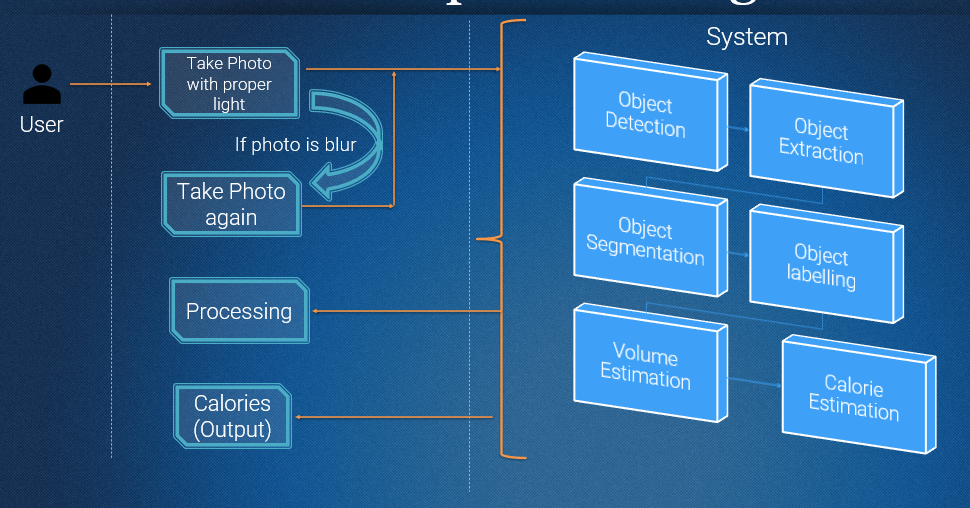 System
User
Take Photo
with proper
light
If photo is blur
Take Photo
again
Processing
Calories
(Output)
Object
Detection
Object
Extraction
Object
Segmentation
Object
labelling
Volume
Estimation
Calorie
Estimation